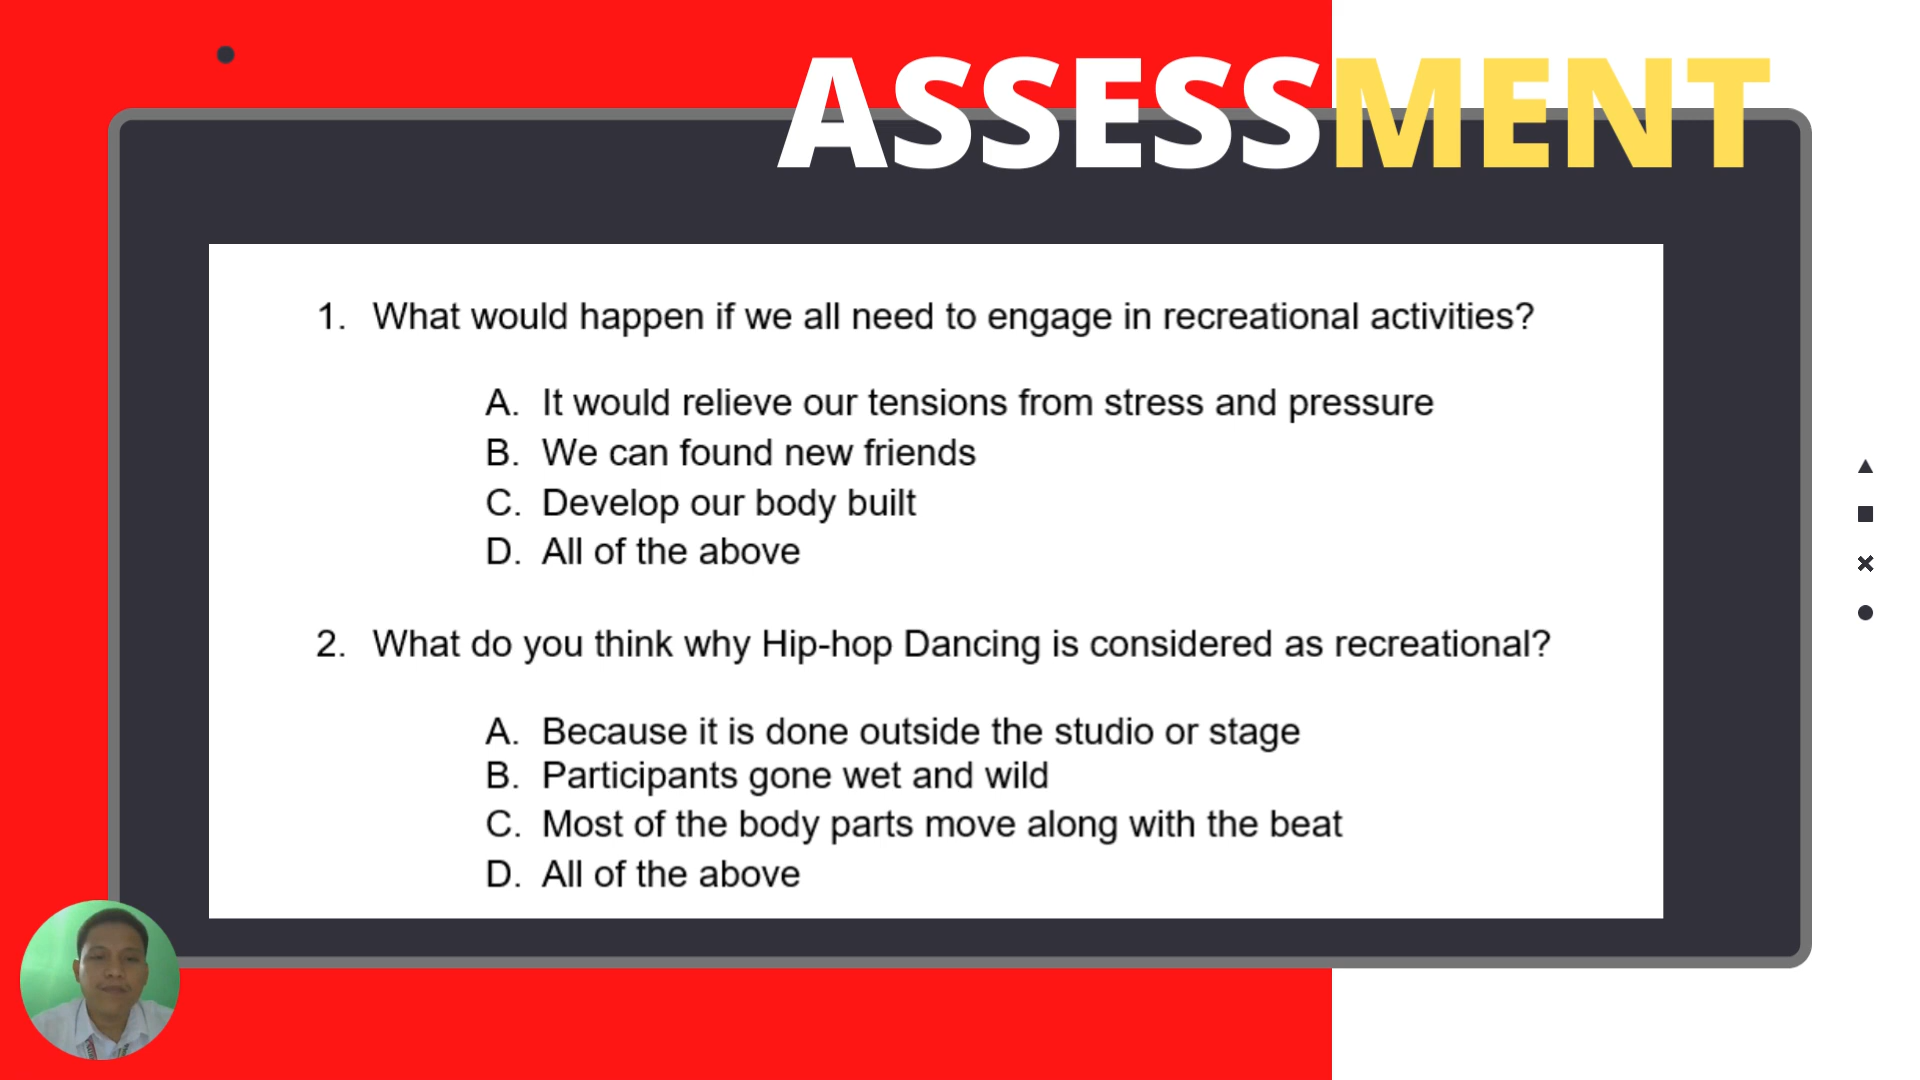 ASSESSMENT
1. What would happen if we all need to engage in recreational activities?
A. It would relieve our tensions from stress and pressure
B. We can found new friends
C. Develop our body built
D. All of the above
2. What do you think why Hip-hop Dancing is considered as recreational?
A. Because it is done outside the studio or stage
B. Participants gone wet and wild
C. Most of the body parts move along with the beat
D. All of the above